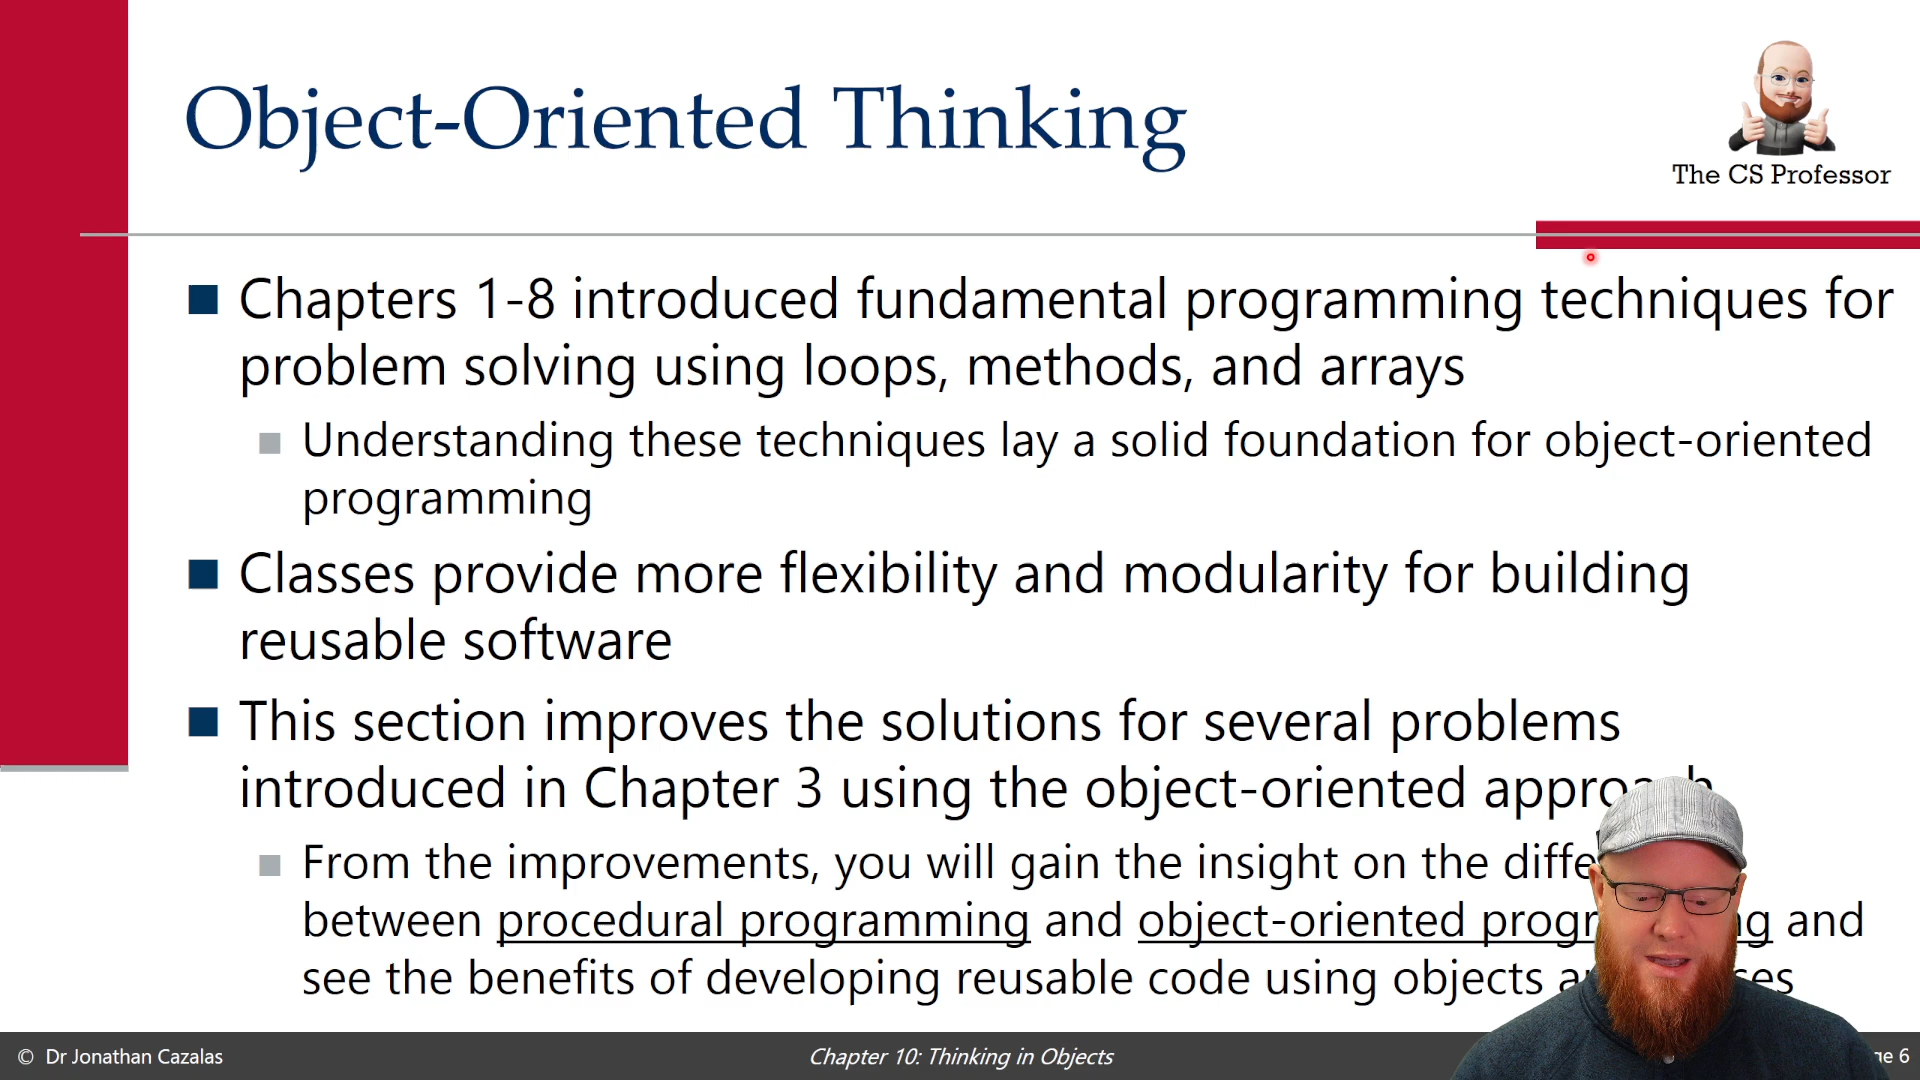 Object-Oriented Thinking
The CS Professor
Chapters 1-8 introduced fundamental programming techniques for
problem solving using loops, methods, and arrays
Understanding these techniques lay a solid foundation for object-oriented
programming
Classes provide more flexibility and modularity for building
reusable software
This section improves the solutions for several problems
introduced in Chapter 3 using the object-oriented approach
From the improvements, you will gain the insight on the
between procedural programming and object-oriented and
see the benefits of developing reusable code using objects
© Dr Jonathan Cazalas
Chapter 10: Thinking in Objects
6